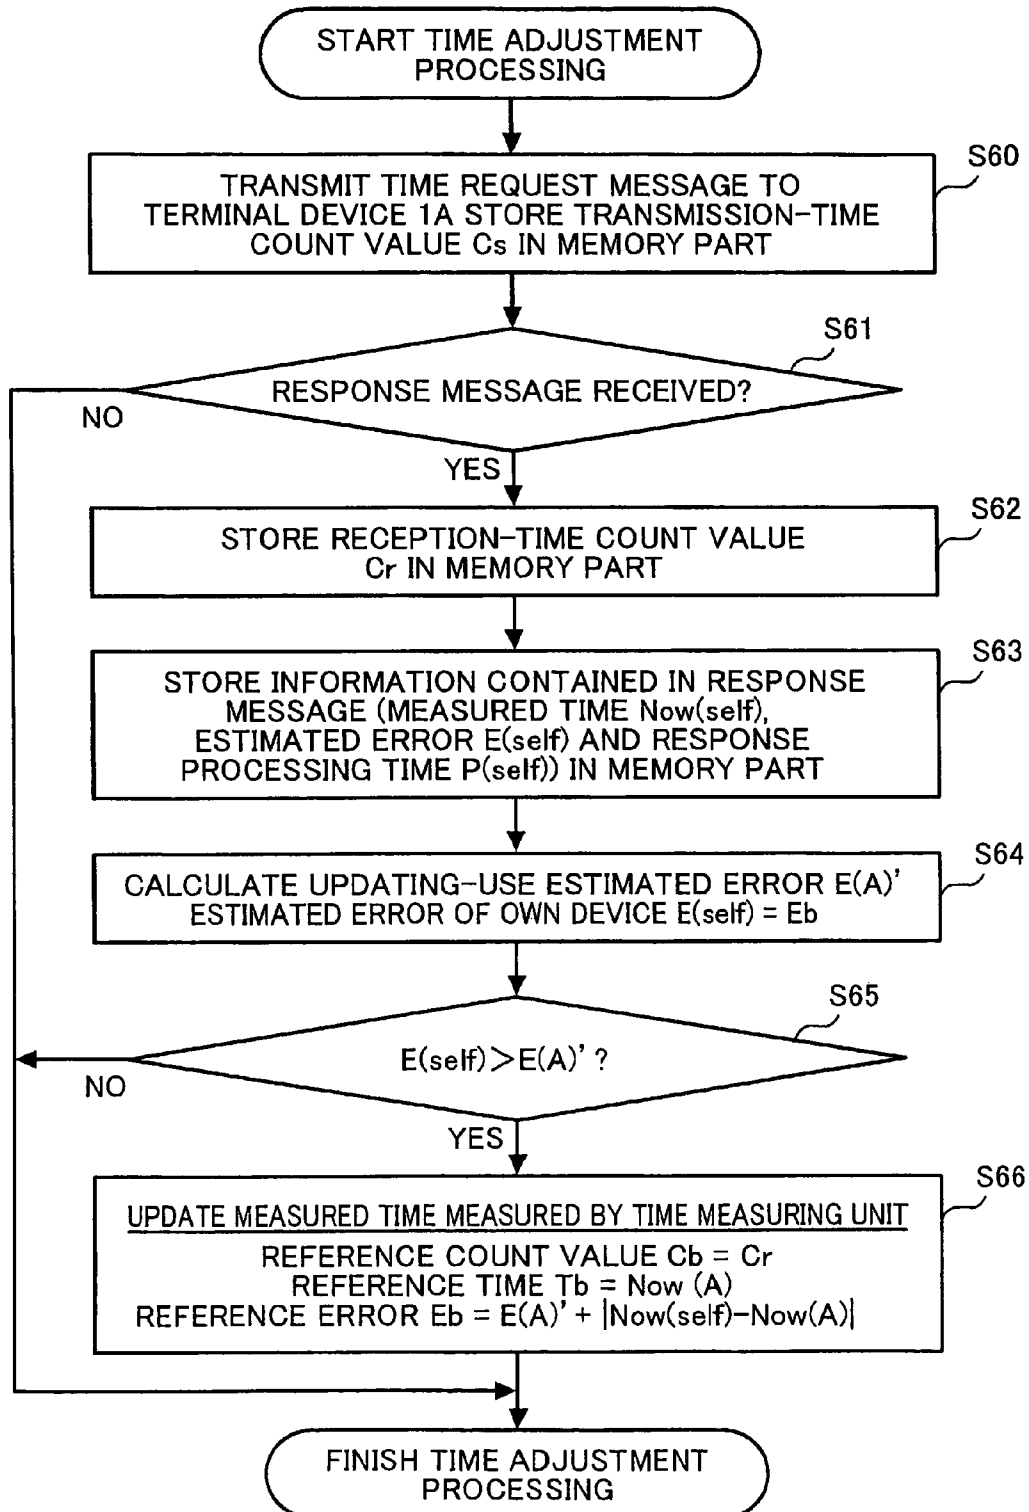 START TIME ADJUSTMENT
PROCESSING
S60
TRANSMIT TIME REQUEST MESSAGE TO
TERMINAL DEVICE 1A STORE TRANSMISSION-TIME
COUNT VALUE Cs IN MEMORY PART
S61
RESPONSE MESSAGE RECEIVED?
NO
YES
S62
STORE RECEPTION-TIME COUNT VALUE
Cr IN MEMORY PART
S63
STORE INFORMATION CONTAINED IN RESPONSE
MESSAGE (MEASURED TIME Now(self),
ESTIMATED ERROR E(self) AND RESPONSE
PROCESSING TIME P(self)) IN MEMORY PART
S64
CALCULATE UPDATING-USE ESTIMATED ERROR E(A)'
ESTIMATED ERROR OF OWN DEVICE E(self) = Eb
S65
E(self)>E(A)' ?
NO
YES
S66
UPDATE MEASURED TIME MEASURED BY TIME MEASURING UNIT
REFERENCE COUNT VALUE Cb = Cr
REFERENCE TIME Tb = Now (A)
REFERENCE ERROR Eb = E(A)' + |Now(self)-Now(A)|
FINISH TIME ADJUSTMENT
PROCESSING